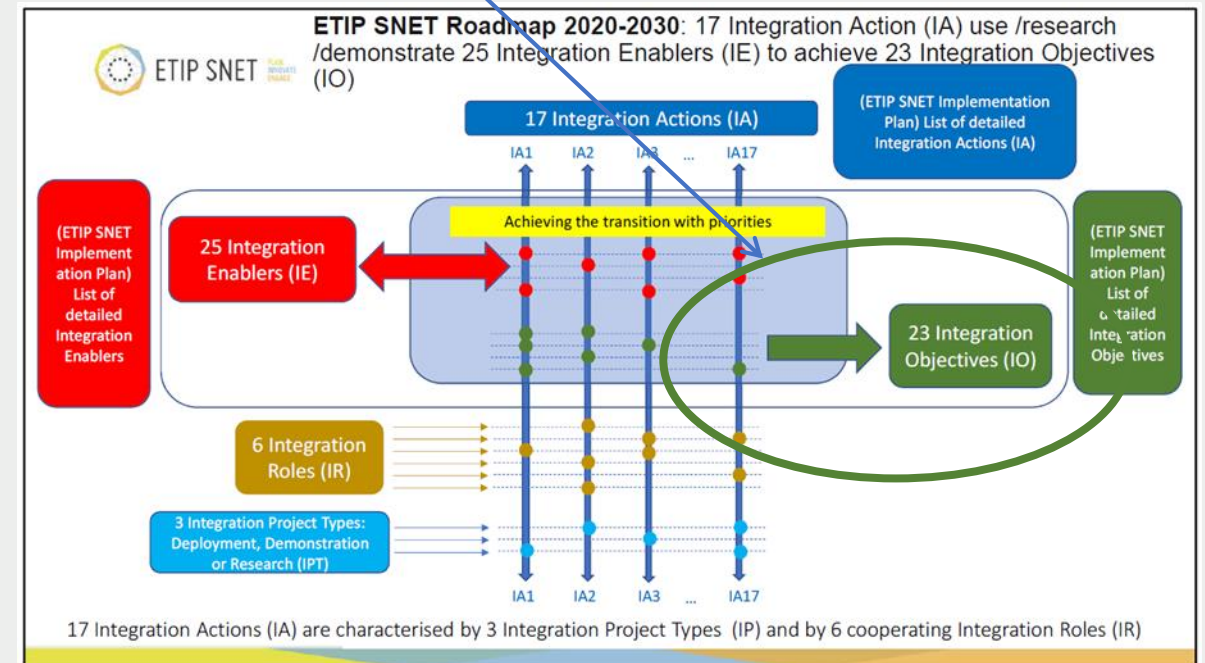 ETIP SNET Roadmap 2020-2030: 17 Integration Action (IA) use /research
/demonstrate 25 Integration Enablers (IE) to achieve 23 Integration Objectives
(IO)
ETIP SNET
PLAN
INNOVATE
ENGAGE
17 Integration Actions (IA)
(ETIP SNET Implementation
Plan) List of detailed
Integration Actions (IA)
IA1 IA2 IA3 ... IA17
(ETIP SNET
Implement
ation Plan)
List of
detailed
Integration
Enablers
25 Integration
Enablers (IE)
Achieving the transition with priorities
23 Integration
Objectives (IO)
(ETIP SNET
Implement
ation Plan)
List of
detailed
Integration
Objectives
6 Integration
Roles (IR)
3 Integration Project Types:
Deployment, Demonstration
or Research (IPT)
IA1 IA2 IA3 ... IA17
17 Integration Actions (IA) are characterised by 3 Integration Project Types (IP) and by 6 cooperating Integration Roles (IR)